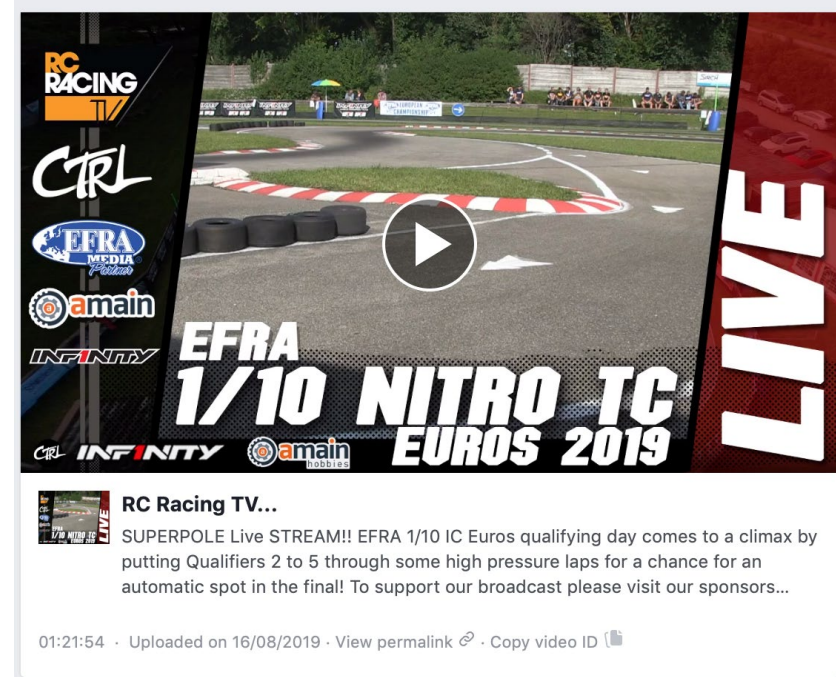 RC
RACING
TV
CTRL
EFRA
MEDIA
Partner
amain
INF1NITY
EUROPEAN
CHAMPIONSHIP
EFRA
1/10 NITRO TC
EUROS 2019
CTRL INF1NITY amain
hobbies
LIVE
RC Racing TV...
SUPERPOLE Live STREAM!! EFRA 1/10 IC Euros qualifying day comes to a climax by
putting Qualifiers 2 to 5 through some high pressure laps for a chance for an
automatic spot in the final! To support our broadcast please visit our sponsors...
01:21:54 · Uploaded on 16/08/2019 · View permalink · Copy video ID